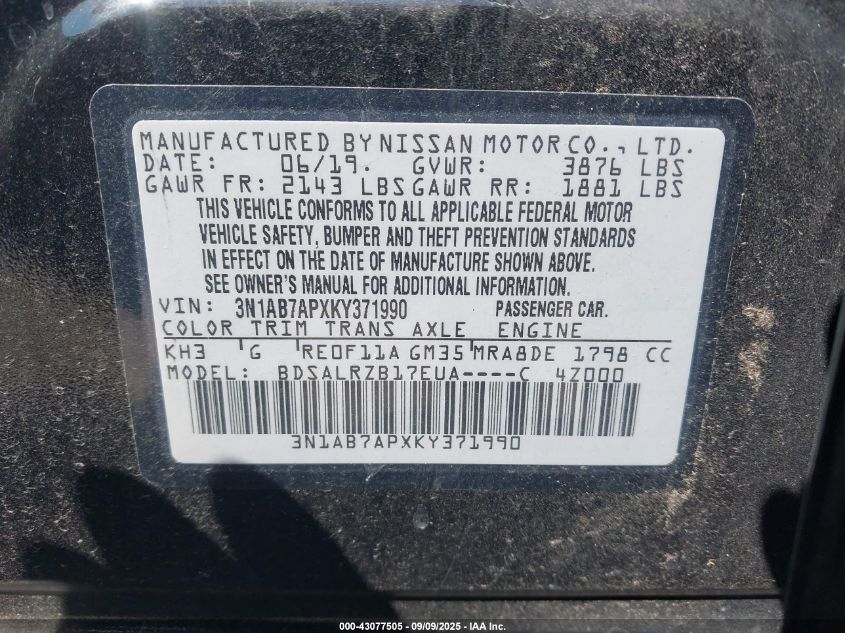 MANUFACTURED BY NISSAN MOTOR CO., LTD.
DATE: 06/19. GVWR: 3876 LBS
GAWR FR: 2143 LBS GAWR RR: 1881 LBS
THIS VEHICLE CONFORMS TO ALL APPLICABLE FEDERAL MOTOR
VEHICLE SAFETY, BUMPER AND THEFT PREVENTION STANDARDS
IN EFFECT ON THE DATE OF MANUFACTURE SHOWN ABOVE.
SEE OWNER'S MANUAL FOR ADDITIONAL INFORMATION.
VIN: 3N1AB7APXKY371990 PASSENGER CAR.
COLOR TRIM TRANS AXLE ENGINE
KH3 G RE0F11A GM35 MRA8DE 1798 CC
MODEL: BDSALRZB17EUA----C 4Z000
3N1AB7APXKY371990
000-43077505 - 09/09/2025 - IAA Inc.